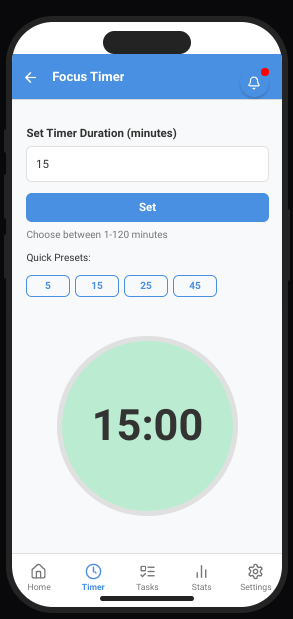 Focus Timer
Set Timer Duration (minutes)
15
Set
Choose between 1-120 minutes
Quick Presets:
5 15 25 45
15:00
Home Timer Tasks Stats Settings